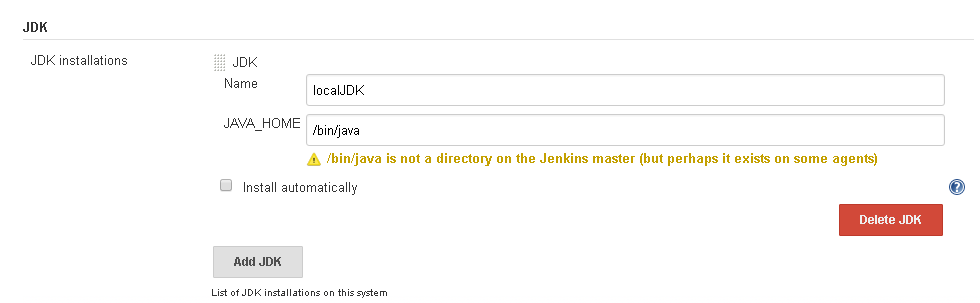 JDK
JDK installations
JDK
Name
localJDK
JAVA_HOME
/bin/java
/bin/java is not a directory on the Jenkins master (but perhaps it exists on some agents)
Install automatically
?
Delete JDK
Add JDK
List of JDK installations on this system